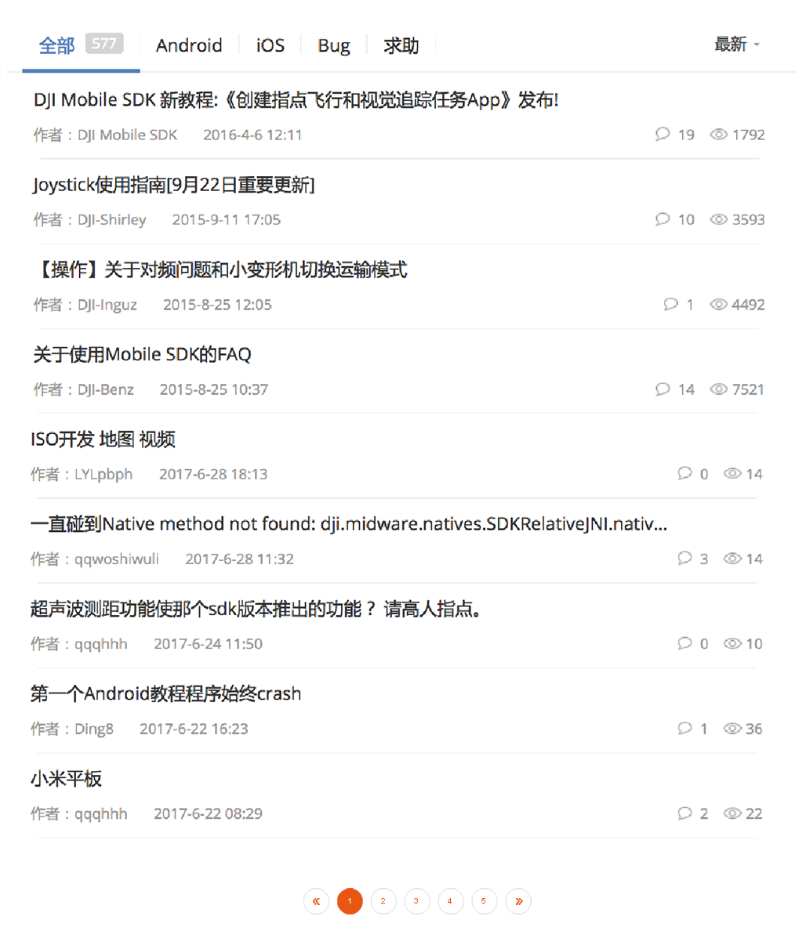 全部 577 Android iOS Bug 求助 最新
DJI Mobile SDK 新教程:《创建指点飞行和视觉追踪任务App》发布!
作者：DJI Mobile SDK 2016-4-6 12:11 19 1792
Joystick使用指南[9月22日重要更新]
作者：DJI-Shirley 2015-9-11 17:05 10 3593
【操作】关于对频问题和小变形机切换运输模式
作者：DJI-Inguz 2015-8-25 12:05 1 4492
关于使用Mobile SDK的FAQ
作者：DJI-Benz 2015-8-25 10:37 14 7521
ISO开发 地图 视频
作者：LYLpbph 2017-6-28 18:13 0 14
一直碰到Native method not found: dji.midware.natives.SDKRelativeJNI.nativ...
作者：qqwoshiwuli 2017-6-28 11:32 3 14
超声波测距功能使那个sdk版本推出的功能？ 请高人指点。
作者：qqqhhh 2017-6-24 11:50 0 10
第一个Android教程程序始终crash
作者：Ding8 2017-6-22 16:23 1 36
小米平板
作者：qqqhhh 2017-6-22 08:29 2 22
« 1 2 3 4 5 »